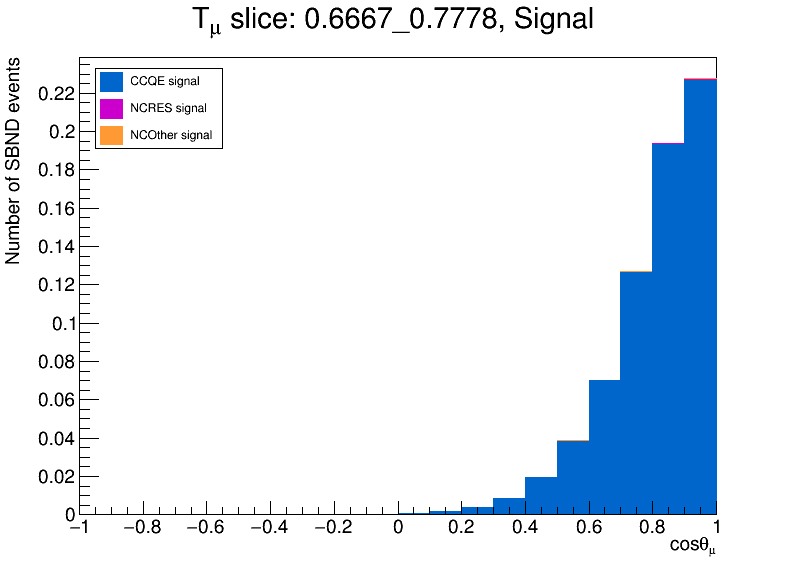 Tμ slice: 0.6667_0.7778, Signal
Number of SBND events
CCQE signal
NCRES signal
NCOther signal
0.22
0.2
0.18
0.16
0.14
0.12
0.1
0.08
0.06
0.04
0.02
0
−1 −0.8 −0.6 −0.4 −0.2 0 0.2 0.4 0.6 0.8 1
cosθμ